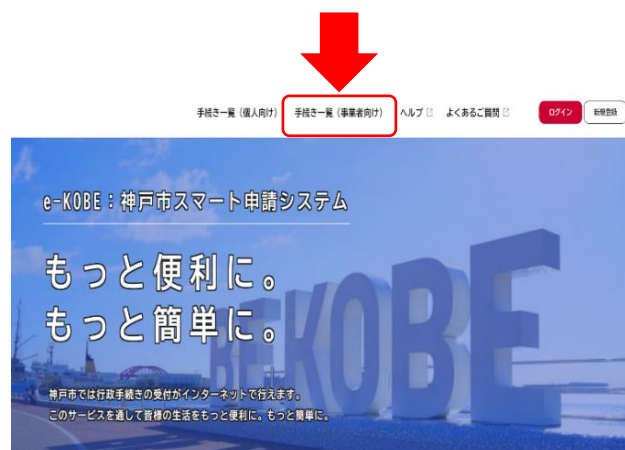 手続き一覧（個人向け） 手続き一覧（事業者向け） ヘルプ よくあるご質問 ログイン 新規登録
e-KOBE：神戸市スマート申請システム
もっと便利に。
もっと簡単に。
BE KOBE
神戸市では行政手続きの受付がインターネットで行えます。
このサービスを通して皆様の生活をもっと便利に。もっと簡単に。